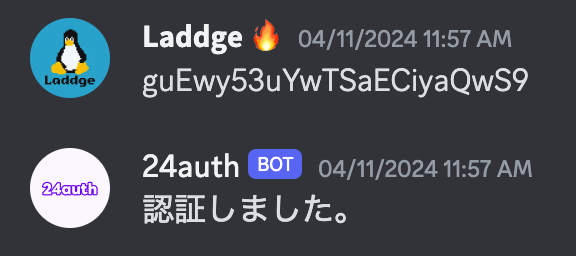 Laddge
Laddge 🔥 04/11/2024 11:57 AM
guEwy53uYwTSaECiyaQwS9
24auth
24auth BOT 04/11/2024 11:57 AM
認証しました。